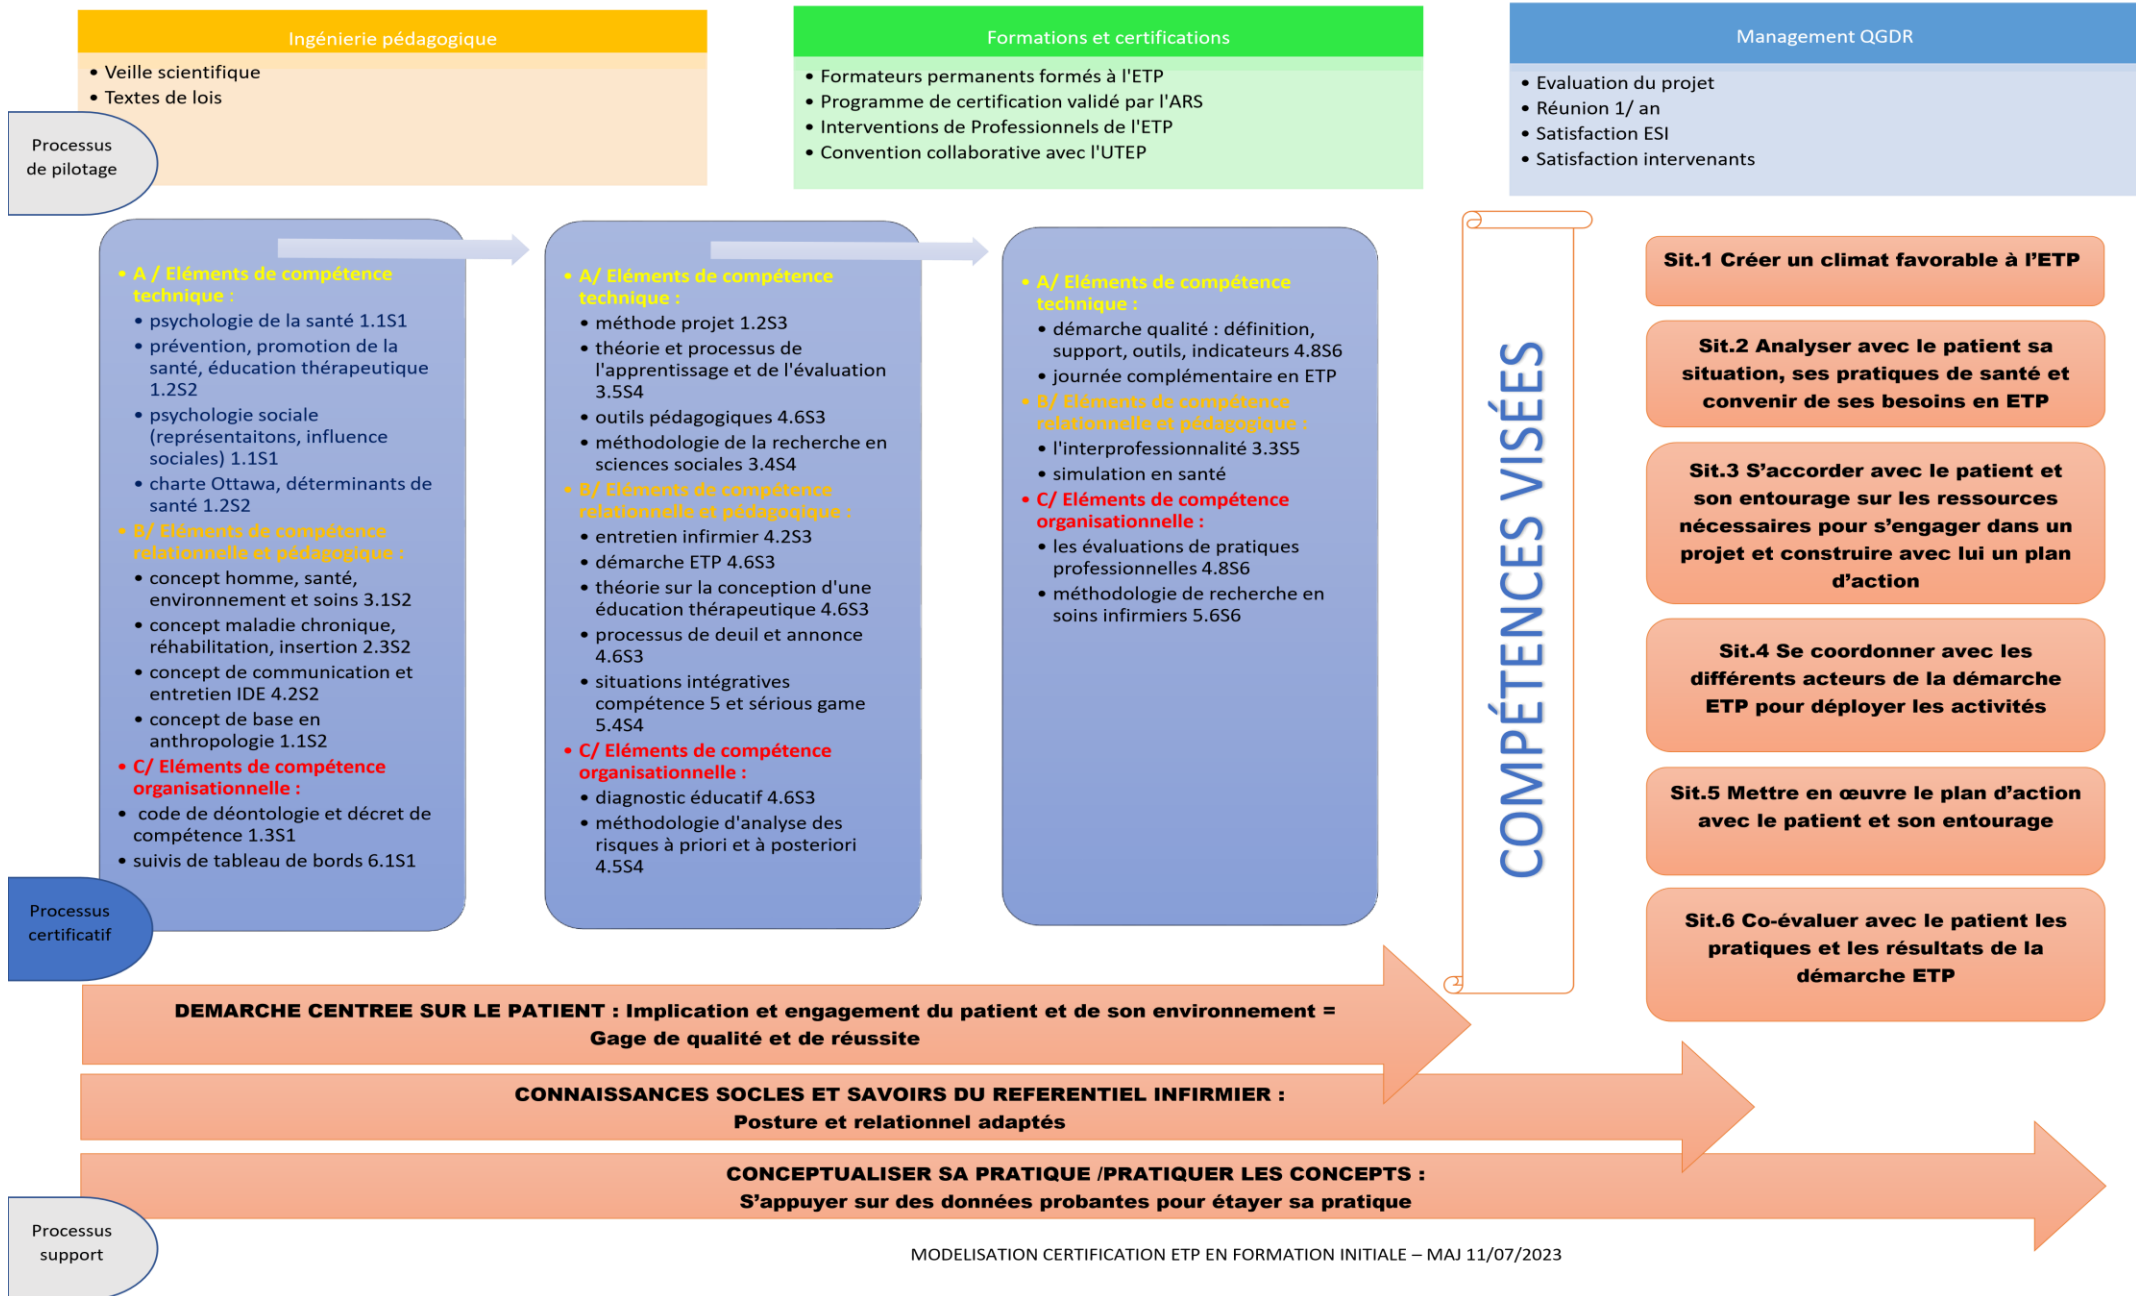 Ingénierie pédagogique
• Veille scientifique
• Textes de lois
Formations et certifications
• Formateurs permanents formés à l'ETP
• Programme de certification validé par l'ARS
• Interventions de Professionnels de l'ETP
• Convention collaborative avec l'UTEP
Management QGDR
• Evaluation du projet
• Réunion 1/ an
• Satisfaction ESI
• Satisfaction intervenants
Processus
de pilotage
• A / Eléments de compétence
technique :
• psychologie de la santé 1.1S1
• prévention, promotion de la
santé, éducation thérapeutique
1.2S2
• psychologie sociale
(représentaitons, influence
sociales) 1.1S1
• charte Ottawa, déterminants de
santé 1.2S2
• B/ Eléments de compétence
relationnelle et pédagogique :
• concept homme, santé,
environnement et soins 3.1S2
• concept maladie chronique,
réhabilitation, insertion 2.3S2
• concept de communication et
entretien IDE 4.2S2
• concept de base en
anthropologie 1.1S2
• C/ Eléments de compétence
organisationnelle :
• code de déontologie et décret de
compétence 1.3S1
• suivis de tableau de bords 6.1S1
• A/ Eléments de compétence
technique :
• méthode projet 1.2S3
• théorie et processus de
l'apprentissage et de l'évaluation
3.5S4
• outils pédagogiques 4.6S3
• méthodologie de la recherche en
sciences sociales 3.4S4
• B/ Eléments de compétence
relationnelle et pédagogique :
• entretien infirmier 4.2S3
• démarche ETP 4.6S3
• théorie sur la conception d'une
éducation thérapeutique 4.6S3
• processus de deuil et annonce
4.6S3
• situations intégratives
compétence 5 et sérious game
5.4S4
• C/ Eléments de compétence
organisationnelle :
• diagnostic éducatif 4.6S3
• méthodologie d'analyse des
risques à priori et à posteriori
4.5S4
• A/ Eléments de compétence
technique :
• démarche qualité : définition,
support, outils, indicateurs 4.8S6
• journée complémentaire en ETP
• B/ Eléments de compétence
relationnelle et pédagogique :
• l'interprofessionnalité 3.3S5
• simulation en santé
• C/ Eléments de compétence
organisationnelle :
• les évaluations de pratiques
professionnelles 4.8S6
• méthodologie de recherche en
soins infirmiers 5.6S6
COMPÉTENCES VISÉES
Sit.1 Créer un climat favorable à l'ETP
Sit.2 Analyser avec le patient sa
situation, ses pratiques de santé et
convenir de ses besoins en ETP
Sit.3 S'accorder avec le patient et
son entourage sur les ressources
nécessaires pour s'engager dans un
projet et construire avec lui un plan
d'action
Sit.4 Se coordonner avec les
différents acteurs de la démarche
ETP pour déployer les activités
Sit.5 Mettre en œuvre le plan d'action
avec le patient et son entourage
Sit.6 Co-évaluer avec le patient les
pratiques et les résultats de la
démarche ETP
Processus
certificatif
DEMARCHE CENTREE SUR LE PATIENT : Implication et engagement du patient et de son environnement =
Gage de qualité et de réussite
CONNAISSANCES SOCLES ET SAVOIRS DU REFERENTIEL INFIRMIER :
Posture et relationnel adaptés
CONCEPTUALISER SA PRATIQUE /PRATIQUER LES CONCEPTS :
S'appuyer sur des données probantes pour étayer sa pratique
Processus
support
MODELISATION CERTIFICATION ETP EN FORMATION INITIALE – MAJ 11/07/2023